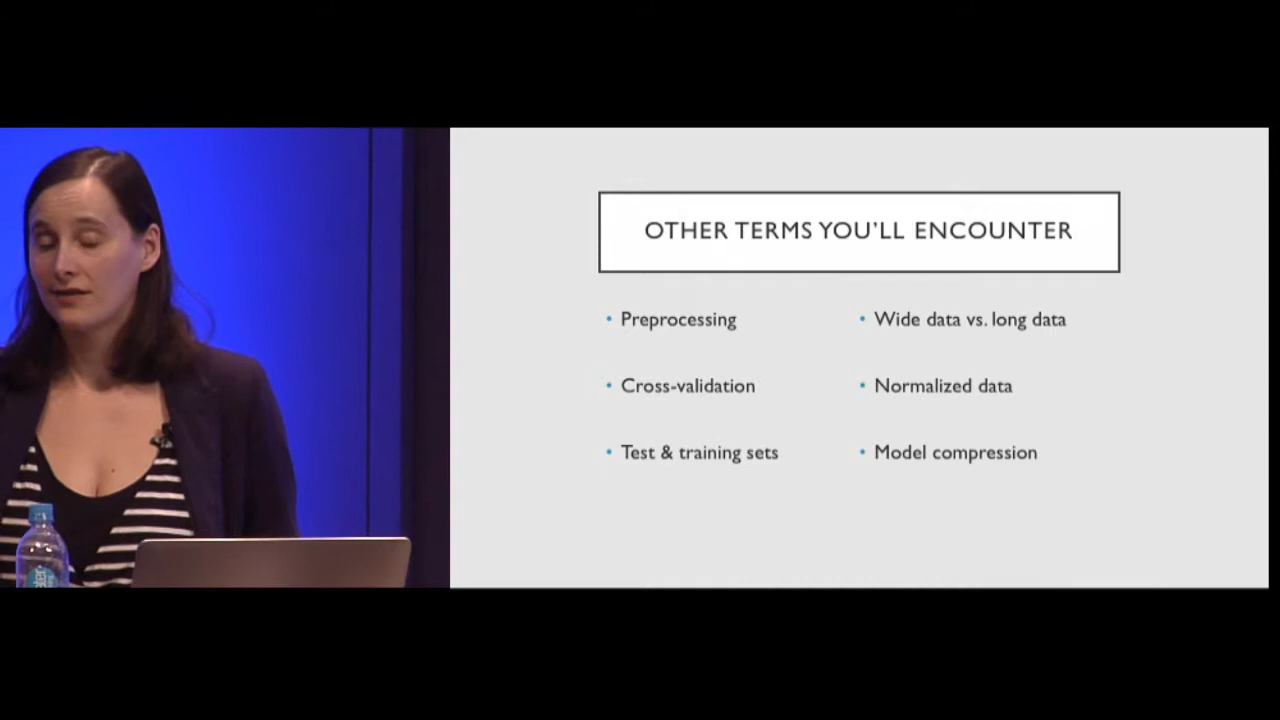 OTHER TERMS YOU'LL ENCOUNTER
• Preprocessing
• Cross-validation
• Test & training sets
• Wide data vs. long data
• Normalized data
• Model compression